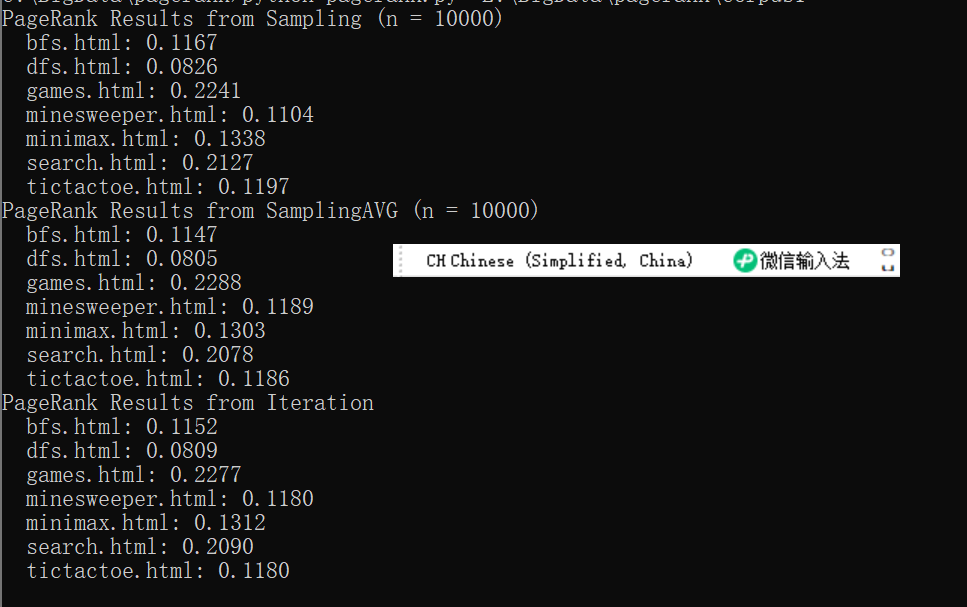 PageRank Results from Sampling (n = 10000)
bfs.html: 0.1167
dfs.html: 0.0826
games.html: 0.2241
minesweeper.html: 0.1104
minimax.html: 0.1338
search.html: 0.2127
tictactoe.html: 0.1197
PageRank Results from SamplingAVG (n = 10000)
bfs.html: 0.1147
dfs.html: 0.0805
CH Chinese (Simplified, China) 微信输入法
games.html: 0.2288
minesweeper.html: 0.1189
minimax.html: 0.1303
search.html: 0.2078
tictactoe.html: 0.1186
PageRank Results from Iteration
bfs.html: 0.1152
dfs.html: 0.0809
games.html: 0.2277
minesweeper.html: 0.1180
minimax.html: 0.1312
search.html: 0.2090
tictactoe.html: 0.1180